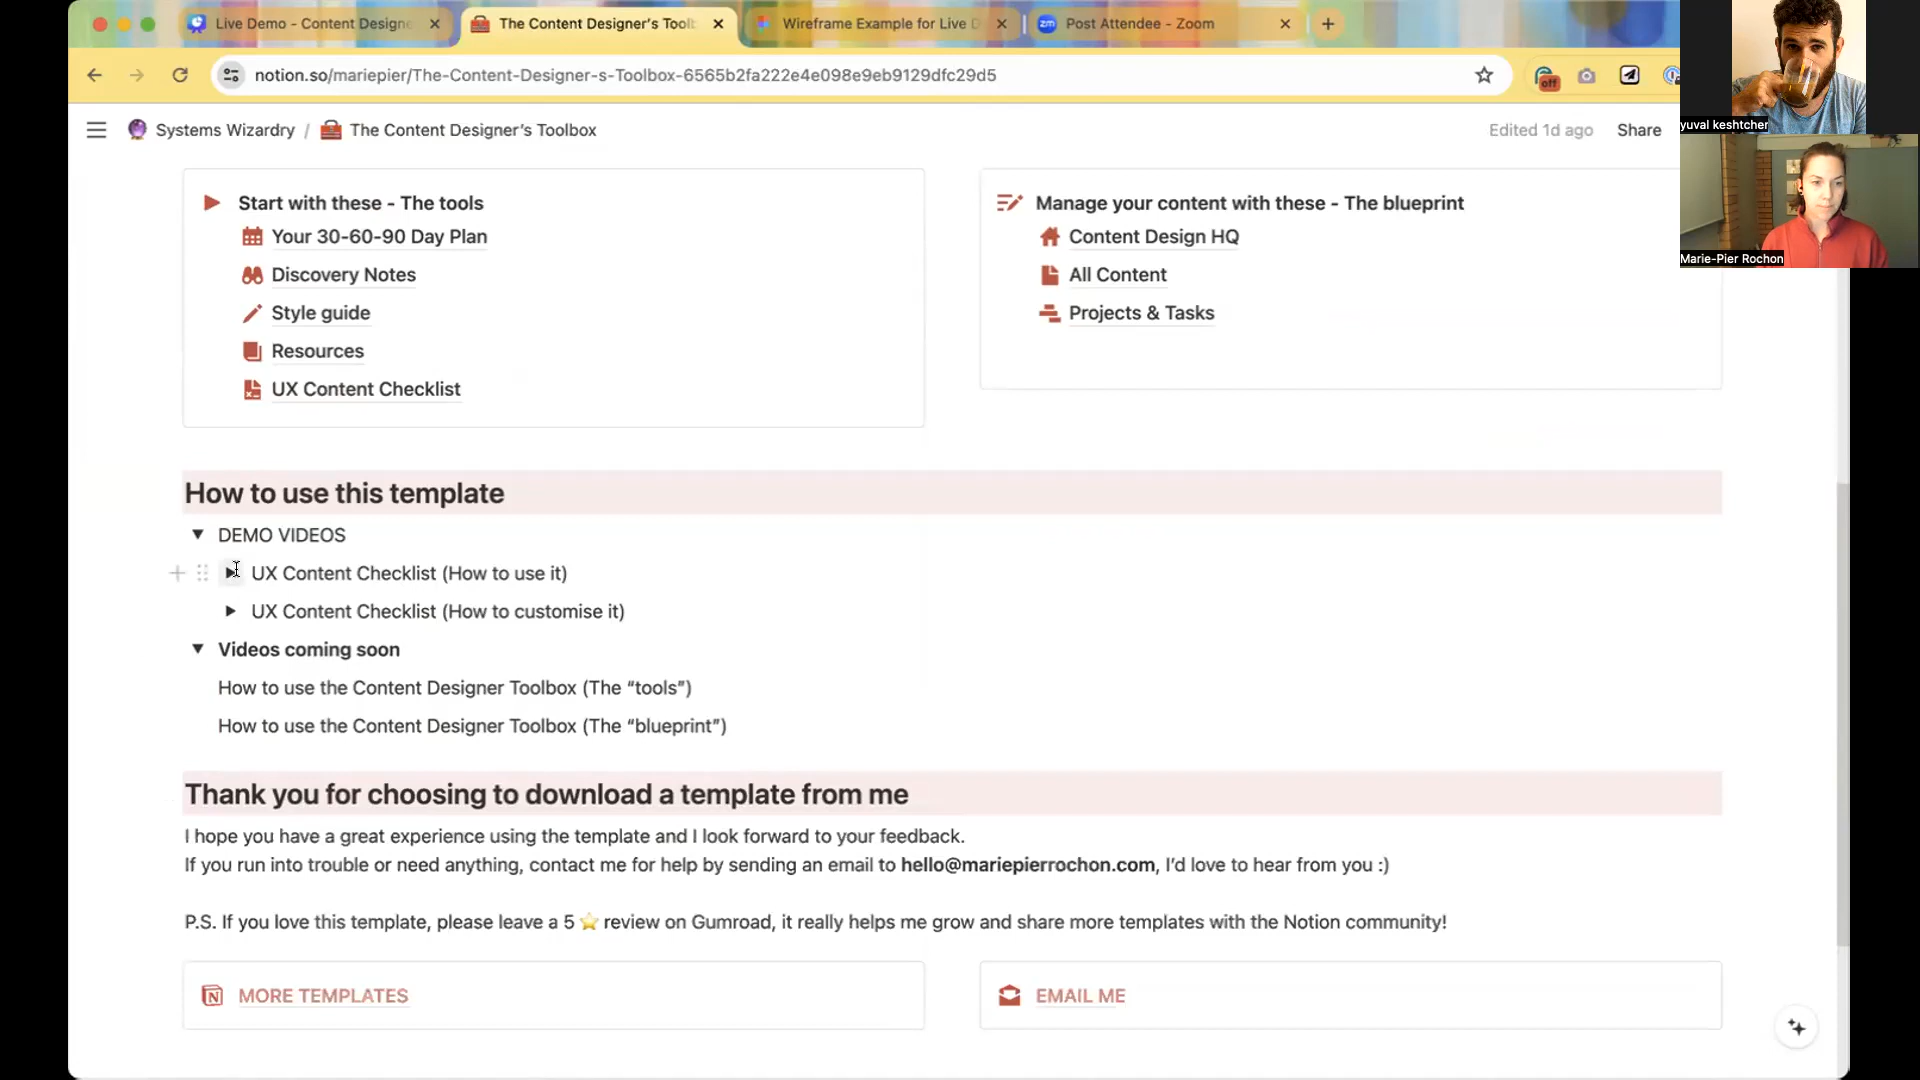 Live Demo - Content Designe
The Content Designer's Tool
Wireframe Example for Live D
Post Attendee - Zoom
notion.so/mariepier/The-Content-Designer-s-Toolbox-6565b2fa222e4e098e9eb9129dfc29d5
off
yuval keshtcher
Systems Wizardry / The Content Designer's Toolbox
Edited 1d ago
Share
Marie-Pier Rochon
Start with these - The tools
Your 30-60-90 Day Plan
Discovery Notes
Style guide
Resources
UX Content Checklist
Manage your content with these - The blueprint
Content Design HQ
All Content
Projects & Tasks
How to use this template
DEMO VIDEOS
UX Content Checklist (How to use it)
UX Content Checklist (How to customise it)
Videos coming soon
How to use the Content Designer Toolbox (The “tools”)
How to use the Content Designer Toolbox (The “blueprint”)
Thank you for choosing to download a template from me
I hope you have a great experience using the template and I look forward to your feedback.
If you run into trouble or need anything, contact me for help by sending an email to hello@mariepierrochon.com, I'd love to hear from you :)
P.S. If you love this template, please leave a 5 ⭐ review on Gumroad, it really helps me grow and share more templates with the Notion community!
MORE TEMPLATES
EMAIL ME